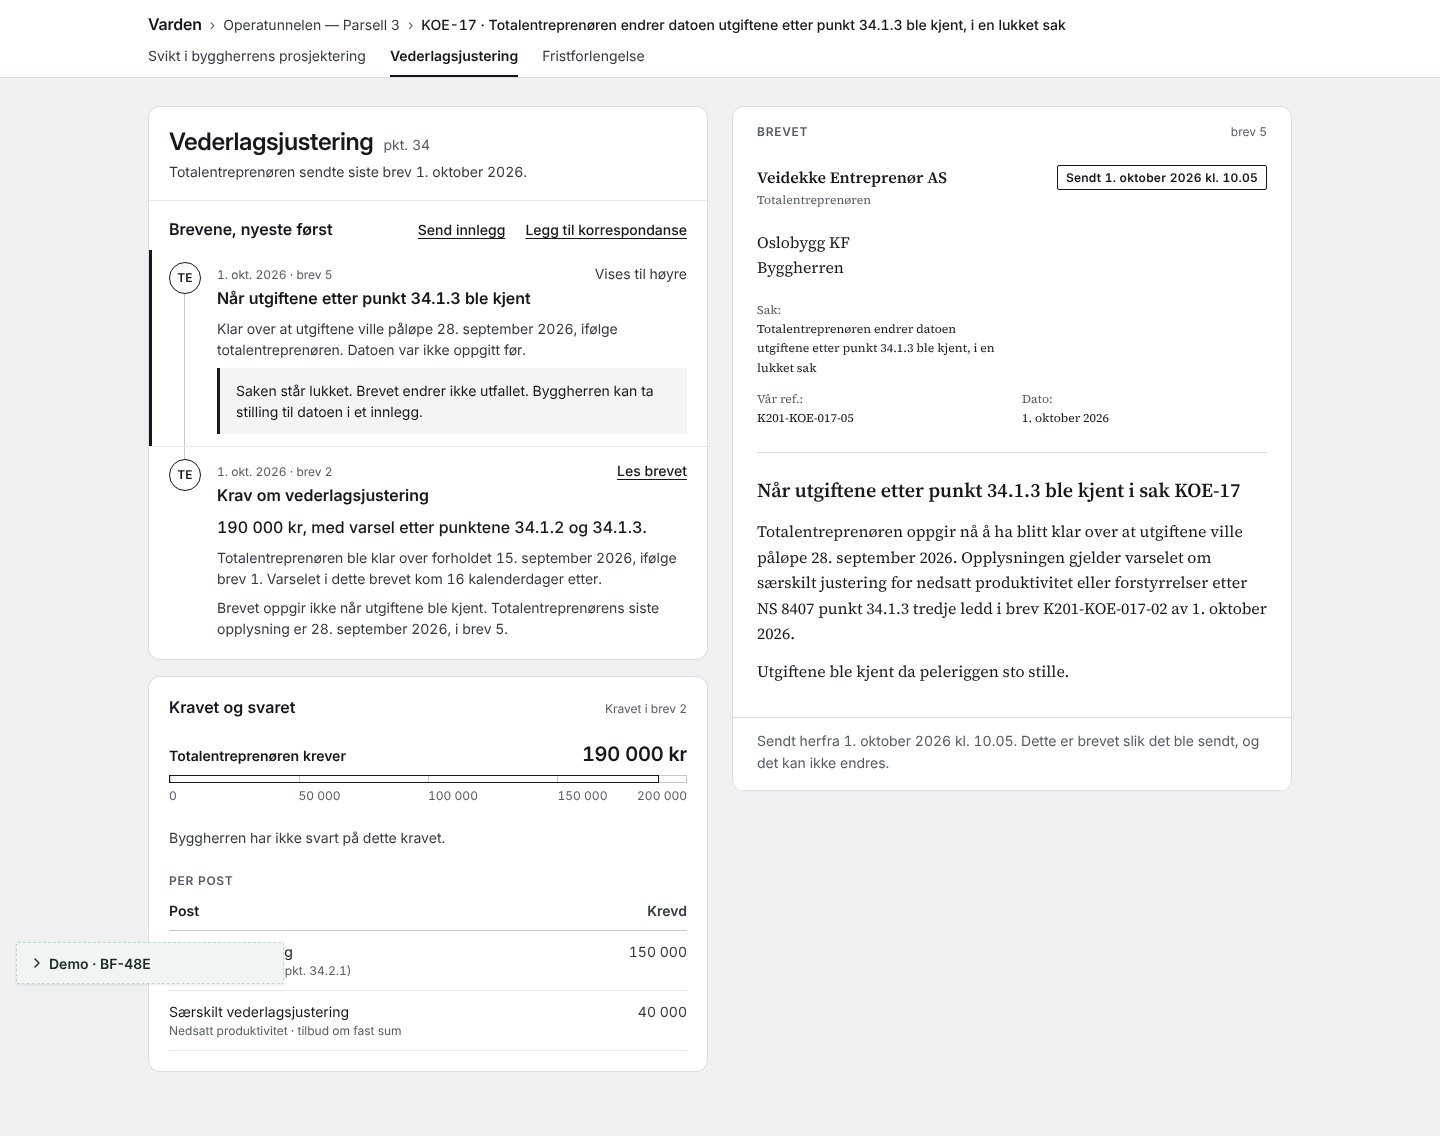 Varden › Operatunnelen — Parsell 3 › KOE-17 · Totalentreprenøren endrer datoen utgiftene etter punkt 34.1.3 ble kjent, i en lukket sak
Svikt i byggherrens prosjektering Vederlagsjustering Fristforlengelse
Vederlagsjustering pkt. 34
Totalentreprenøren sendte siste brev 1. oktober 2026.
Brevene, nyeste først Send innlegg Legg til korrespondanse
TE 1. okt. 2026 · brev 5 Vises til høyre
Når utgiftene etter punkt 34.1.3 ble kjent
Klar over at utgiftene ville påløpe 28. september 2026, ifølge
totalentreprenøren. Datoen var ikke oppgitt før.
Saken står lukket. Brevet endrer ikke utfallet. Byggherren kan ta
stilling til datoen i et innlegg.
TE 1. okt. 2026 · brev 2 Les brevet
Krav om vederlagsjustering
190 000 kr, med varsel etter punktene 34.1.2 og 34.1.3.
Totalentreprenøren ble klar over forholdet 15. september 2026, ifølge
brev 1. Varselet i dette brevet kom 16 kalenderdager etter.
Brevet oppgir ikke når utgiftene ble kjent. Totalentreprenørens siste
opplysning er 28. september 2026, i brev 5.
Kravet og svaret Kravet i brev 2
Totalentreprenøren krever 190 000 kr
0 50 000 100 000 150 000 200 000
Byggherren har ikke svart på dette kravet.
PER POST
Post Krevd
g 150 000
pkt. 34.2.1)
Demo · BF-48E
Særskilt vederlagsjustering 40 000
Nedsatt produktivitet · tilbud om fast sum
BREVET brev 5
Veidekke Entreprenør AS Sendt 1. oktober 2026 kl. 10.05
Totalentreprenøren
Oslobygg KF
Byggherren
Sak:
Totalentreprenøren endrer datoen
utgiftene etter punkt 34.1.3 ble kjent, i en
lukket sak
Vår ref.: Dato:
K201-KOE-017-05 1. oktober 2026
Når utgiftene etter punkt 34.1.3 ble kjent i sak KOE-17
Totalentreprenøren oppgir nå å ha blitt klar over at utgiftene ville
påløpe 28. september 2026. Opplysningen gjelder varselet om
særskilt justering for nedsatt produktivitet eller forstyrrelser etter
NS 8407 punkt 34.1.3 tredje ledd i brev K201-KOE-017-02 av 1. oktober
2026.
Utgiftene ble kjent da peleriggen sto stille.
Sendt herfra 1. oktober 2026 kl. 10.05. Dette er brevet slik det ble sendt, og
det kan ikke endres.